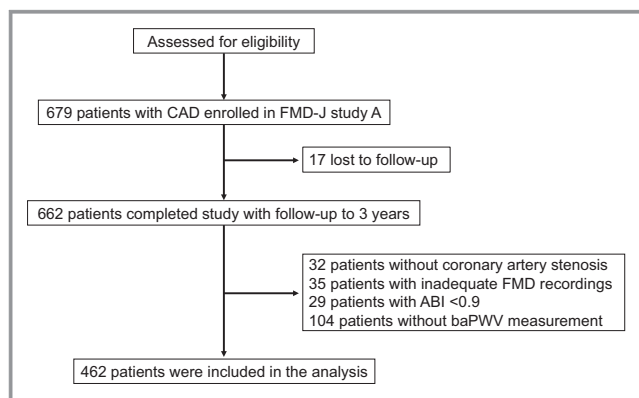 Assessed for eligibility
679 patients with CAD enrolled in FMD-J study A
17 lost to follow-up
662 patients completed study with follow-up to 3 years
32 patients without coronary artery stenosis
35 patients with inadequate FMD recordings
29 patients with ABI <0.9
104 patients without baPWV measurement
462 patients were included in the analysis